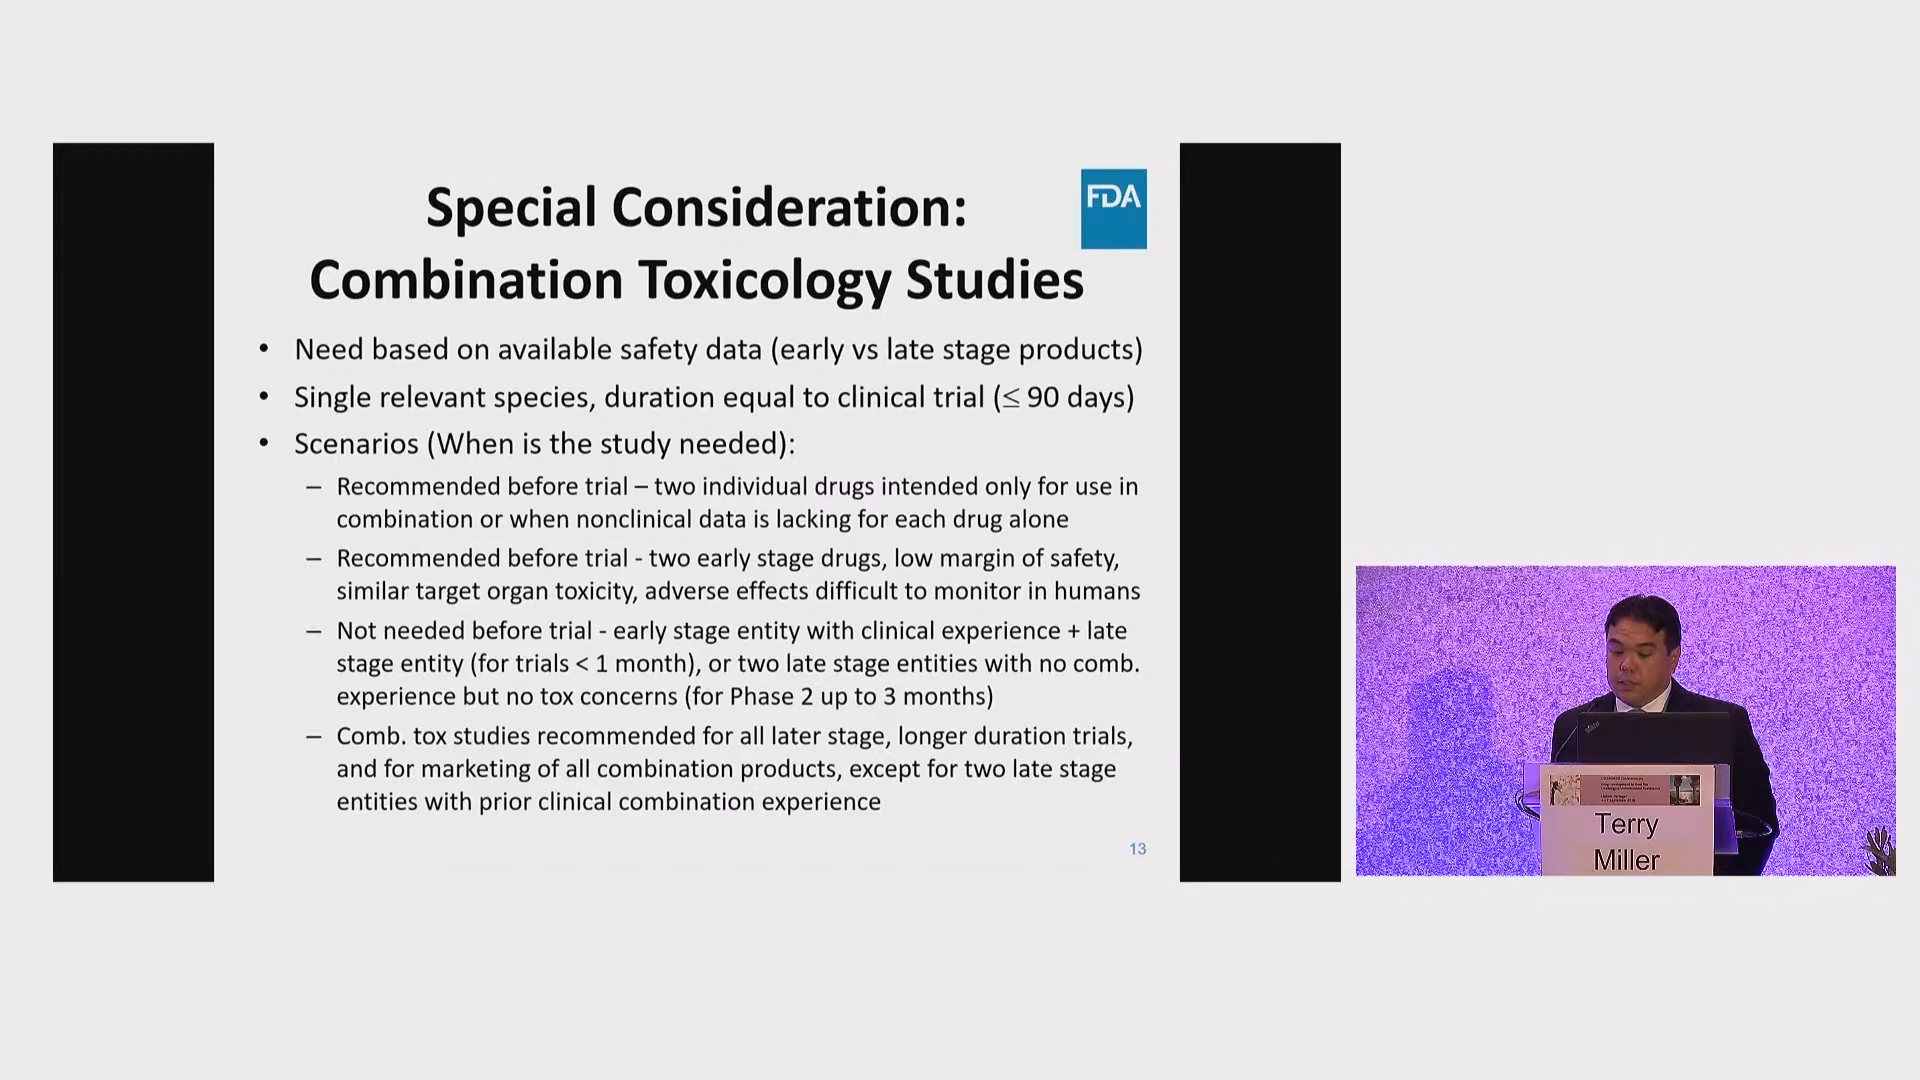 Special Consideration:
Combination Toxicology Studies
FDA
• Need based on available safety data (early vs late stage products)
• Single relevant species, duration equal to clinical trial (≤ 90 days)
• Scenarios (When is the study needed):
– Recommended before trial – two individual drugs intended only for use in
combination or when nonclinical data is lacking for each drug alone
– Recommended before trial - two early stage drugs, low margin of safety,
similar target organ toxicity, adverse effects difficult to monitor in humans
– Not needed before trial - early stage entity with clinical experience + late
stage entity (for trials < 1 month), or two late stage entities with no comb.
experience but no tox concerns (for Phase 2 up to 3 months)
– Comb. tox studies recommended for all later stage, longer duration trials,
and for marketing of all combination products, except for two late stage
entities with prior clinical combination experience
13
Terry
Miller